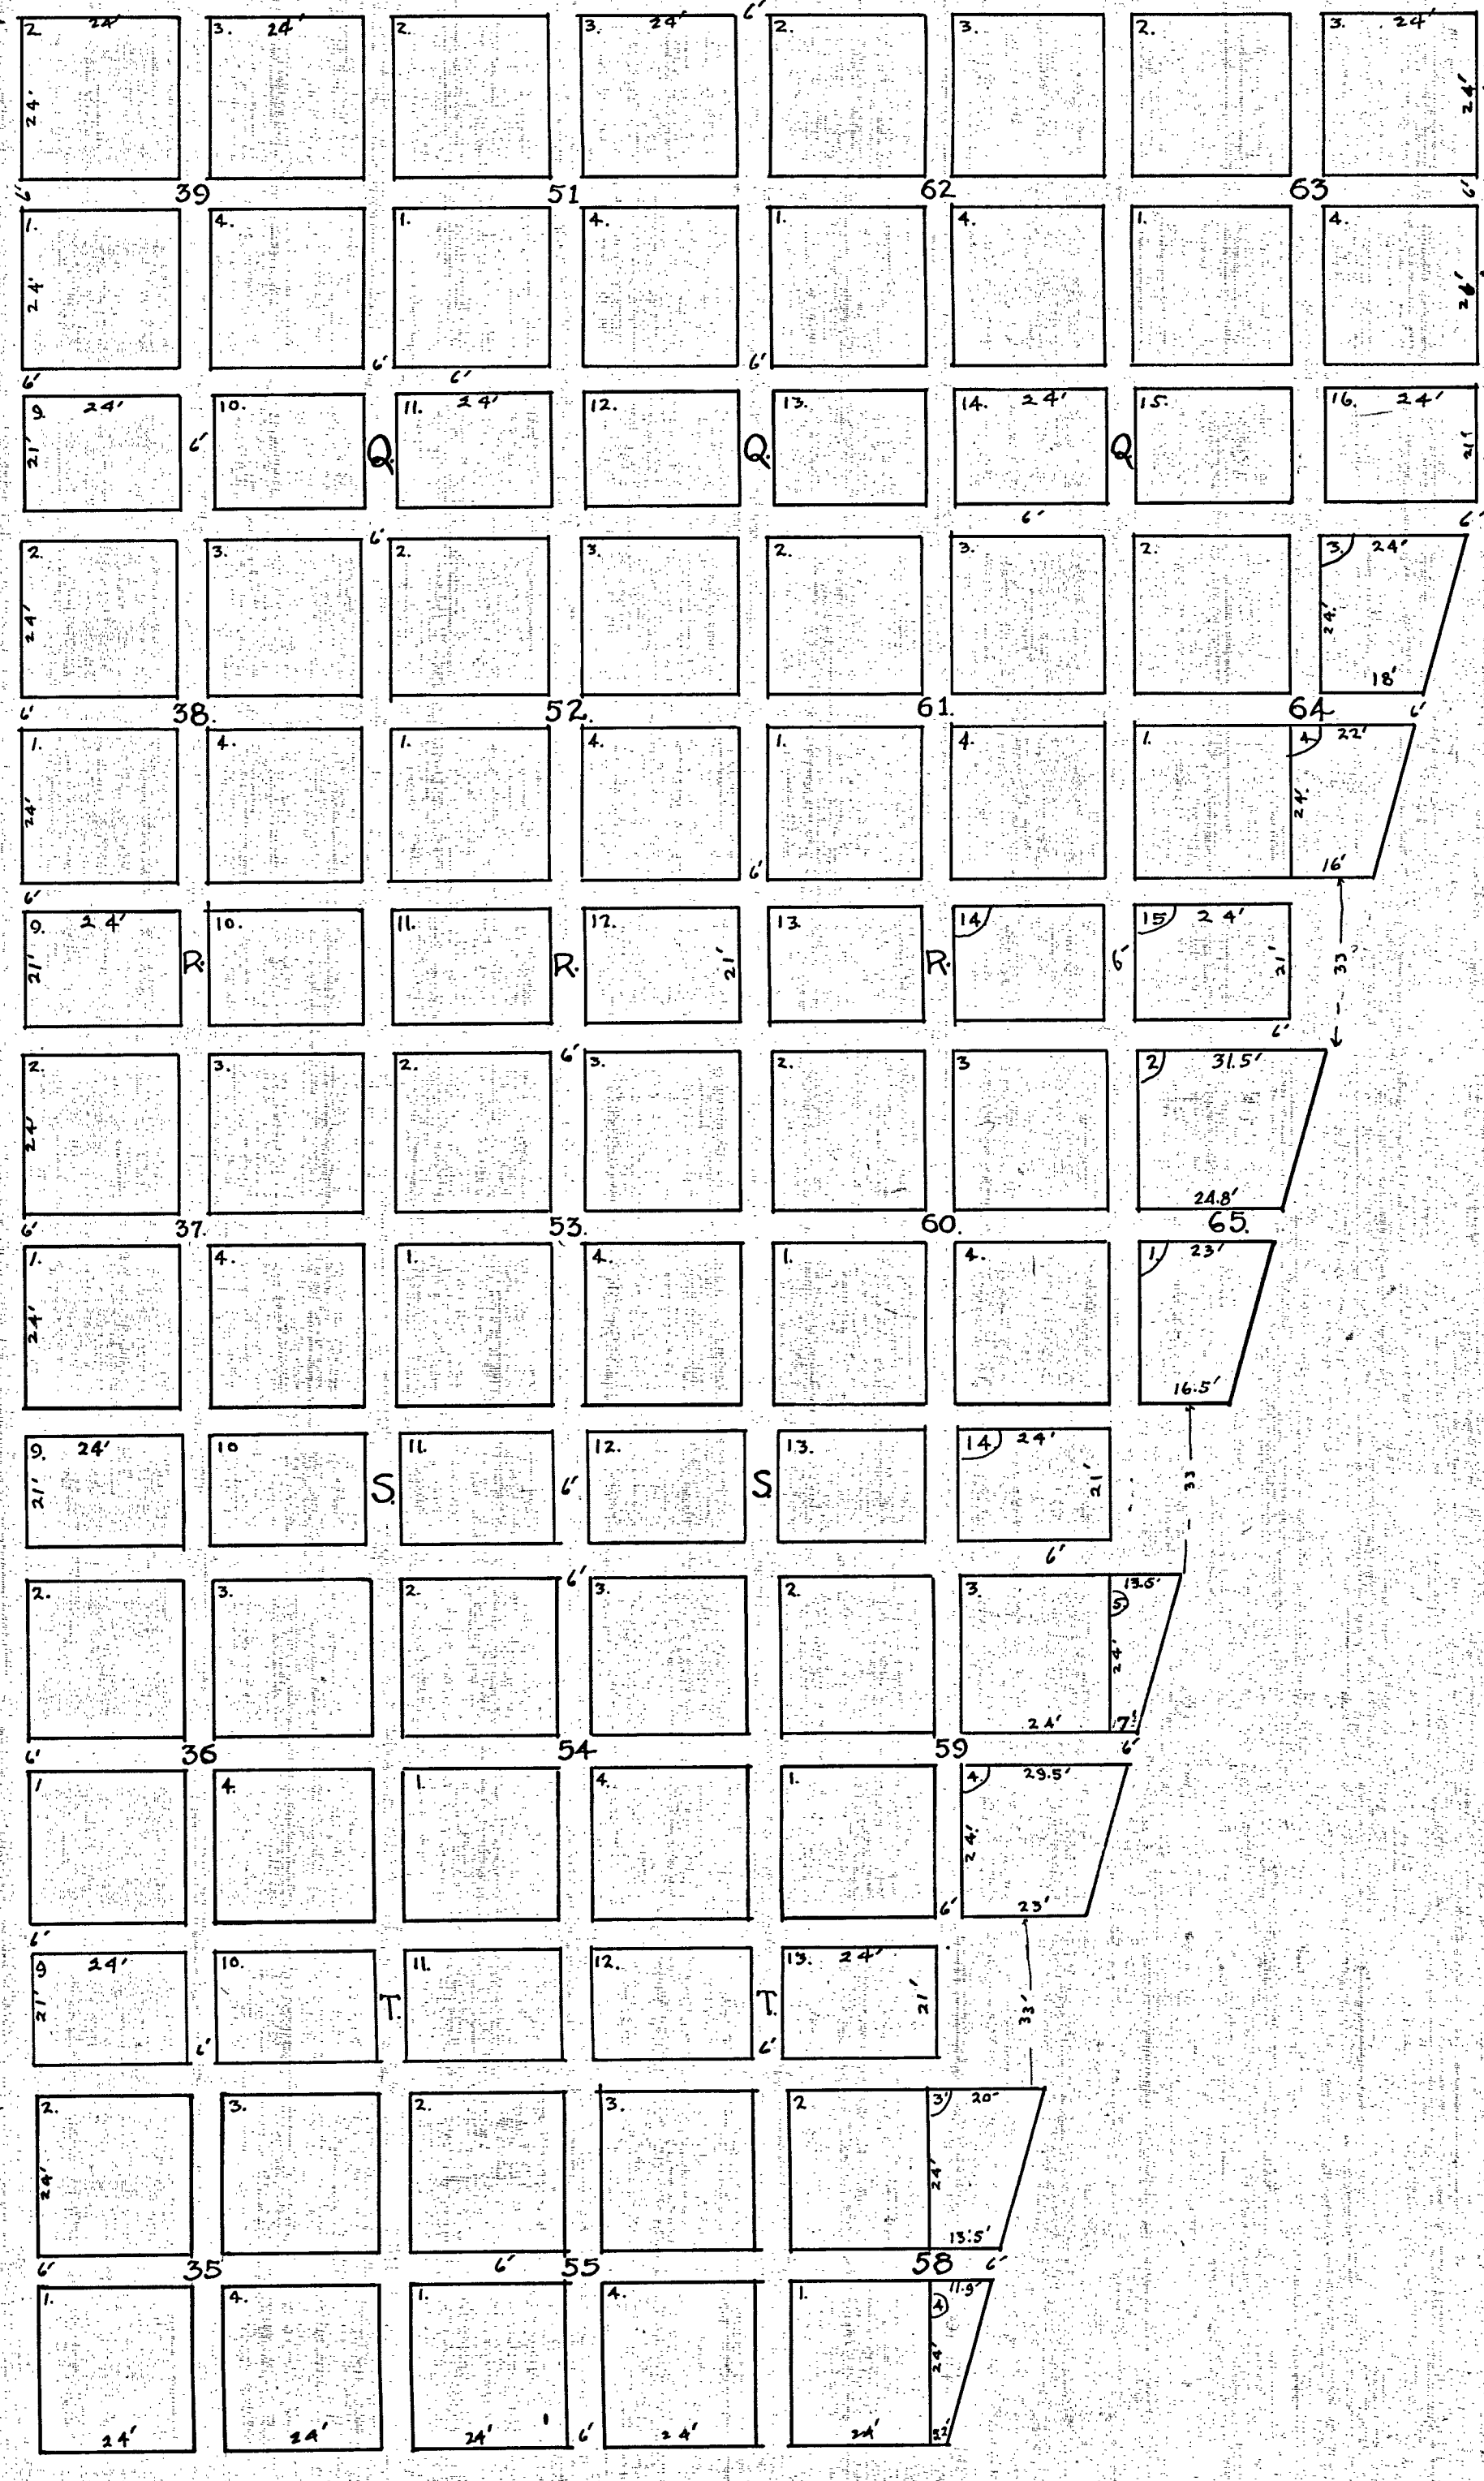 6'
2. 24' 3. 24' 2. 3. 24' 2. 3. 2. 3. 24'
24' 24'
6' 39 51 62 63 6'
1. 4. 1. 4. 1. 4. 1. 4.
24' 26'
6' 6' 6' 6'
9. 24' 10. 11. 24' 12. 13. 14. 24' 15. 16. 24'
21' 6' Q. Q. Q 21'
6' 6' 6'
2. 3. 2. 3. 2. 3. 2. 3. 24'
24' 24'
18'
6' 38. 52. 61. 64 6'
1. 4. 1. 4. 1. 4. 1. 4. 22'
24' 24'
6' 6' 16'
9. 24' 10. 11. 12. 13. 14 15 24'
21' R. R. 21' R. 6' 21' 33'
6'
2. 3. 2. 6' 3. 2. 3 2 31.5'
24'
24.8'
6' 37. 53. 60. 65.
1. 4. 1. 4. 1. 4. 1. 23'
24'
16.5'
9. 24' 10 11. 12. 13. 14. 24'
21' S. 6' S. 21' 33
6'
2. 3. 2. 6' 3. 2. 3. 5.
24'
24' 7'
6' 36 54 59 6'
1 4. 1. 4. 1. 4. 29.5'
24'
6' 6' 23'
9 24' 10. 11. 12. 13. 24'
21' 6' T. T. 6' 21' 33'
2. 3. 2. 3. 2 3' 20'
24' 24'
13.5'
6' 35 6' 55 58 6'
1. 4. 1. 4. 1. 4 11.9'
24'
24' 24' 24' 6' 24' 24'